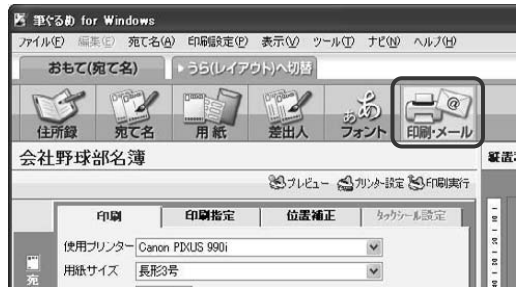 筆ぐるめ for Windows
ファイル(F) 編集(E) 宛て名(A) 印刷設定(P) 表示(V) ツール(T) ナビ(N) ヘルプ(H)
おもて(宛て名) うら(レイアウト)へ切替
住所録 宛て名 用紙 差出人 フォント 印刷・メール
会社野球部名簿
プレビュー プリンター設定 印刷実行
印刷 印刷指定 位置補正 タックシール設定
使用プリンター Canon PIXUS 990i
用紙サイズ 長形3号
宛